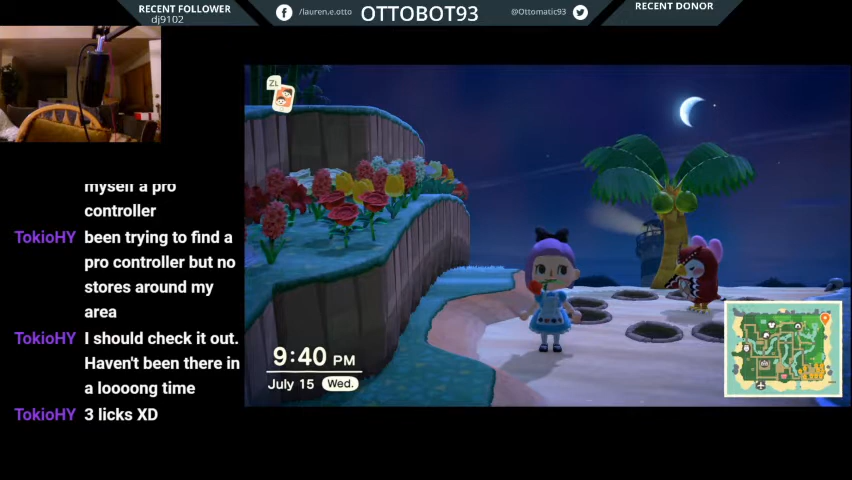 RECENT FOLLOWER
dj9102
/lauren.e.otto
OTTOBOT93
@Ottomatic93
RECENT DONOR
ZL
myself a pro
controller
TokioHY been trying to find a
pro controller but no
stores around my
area
TokioHY I should check it out.
Haven't been there in
a loooong time
TokioHY 3 licks XD
9:40 PM
July 15 Wed.